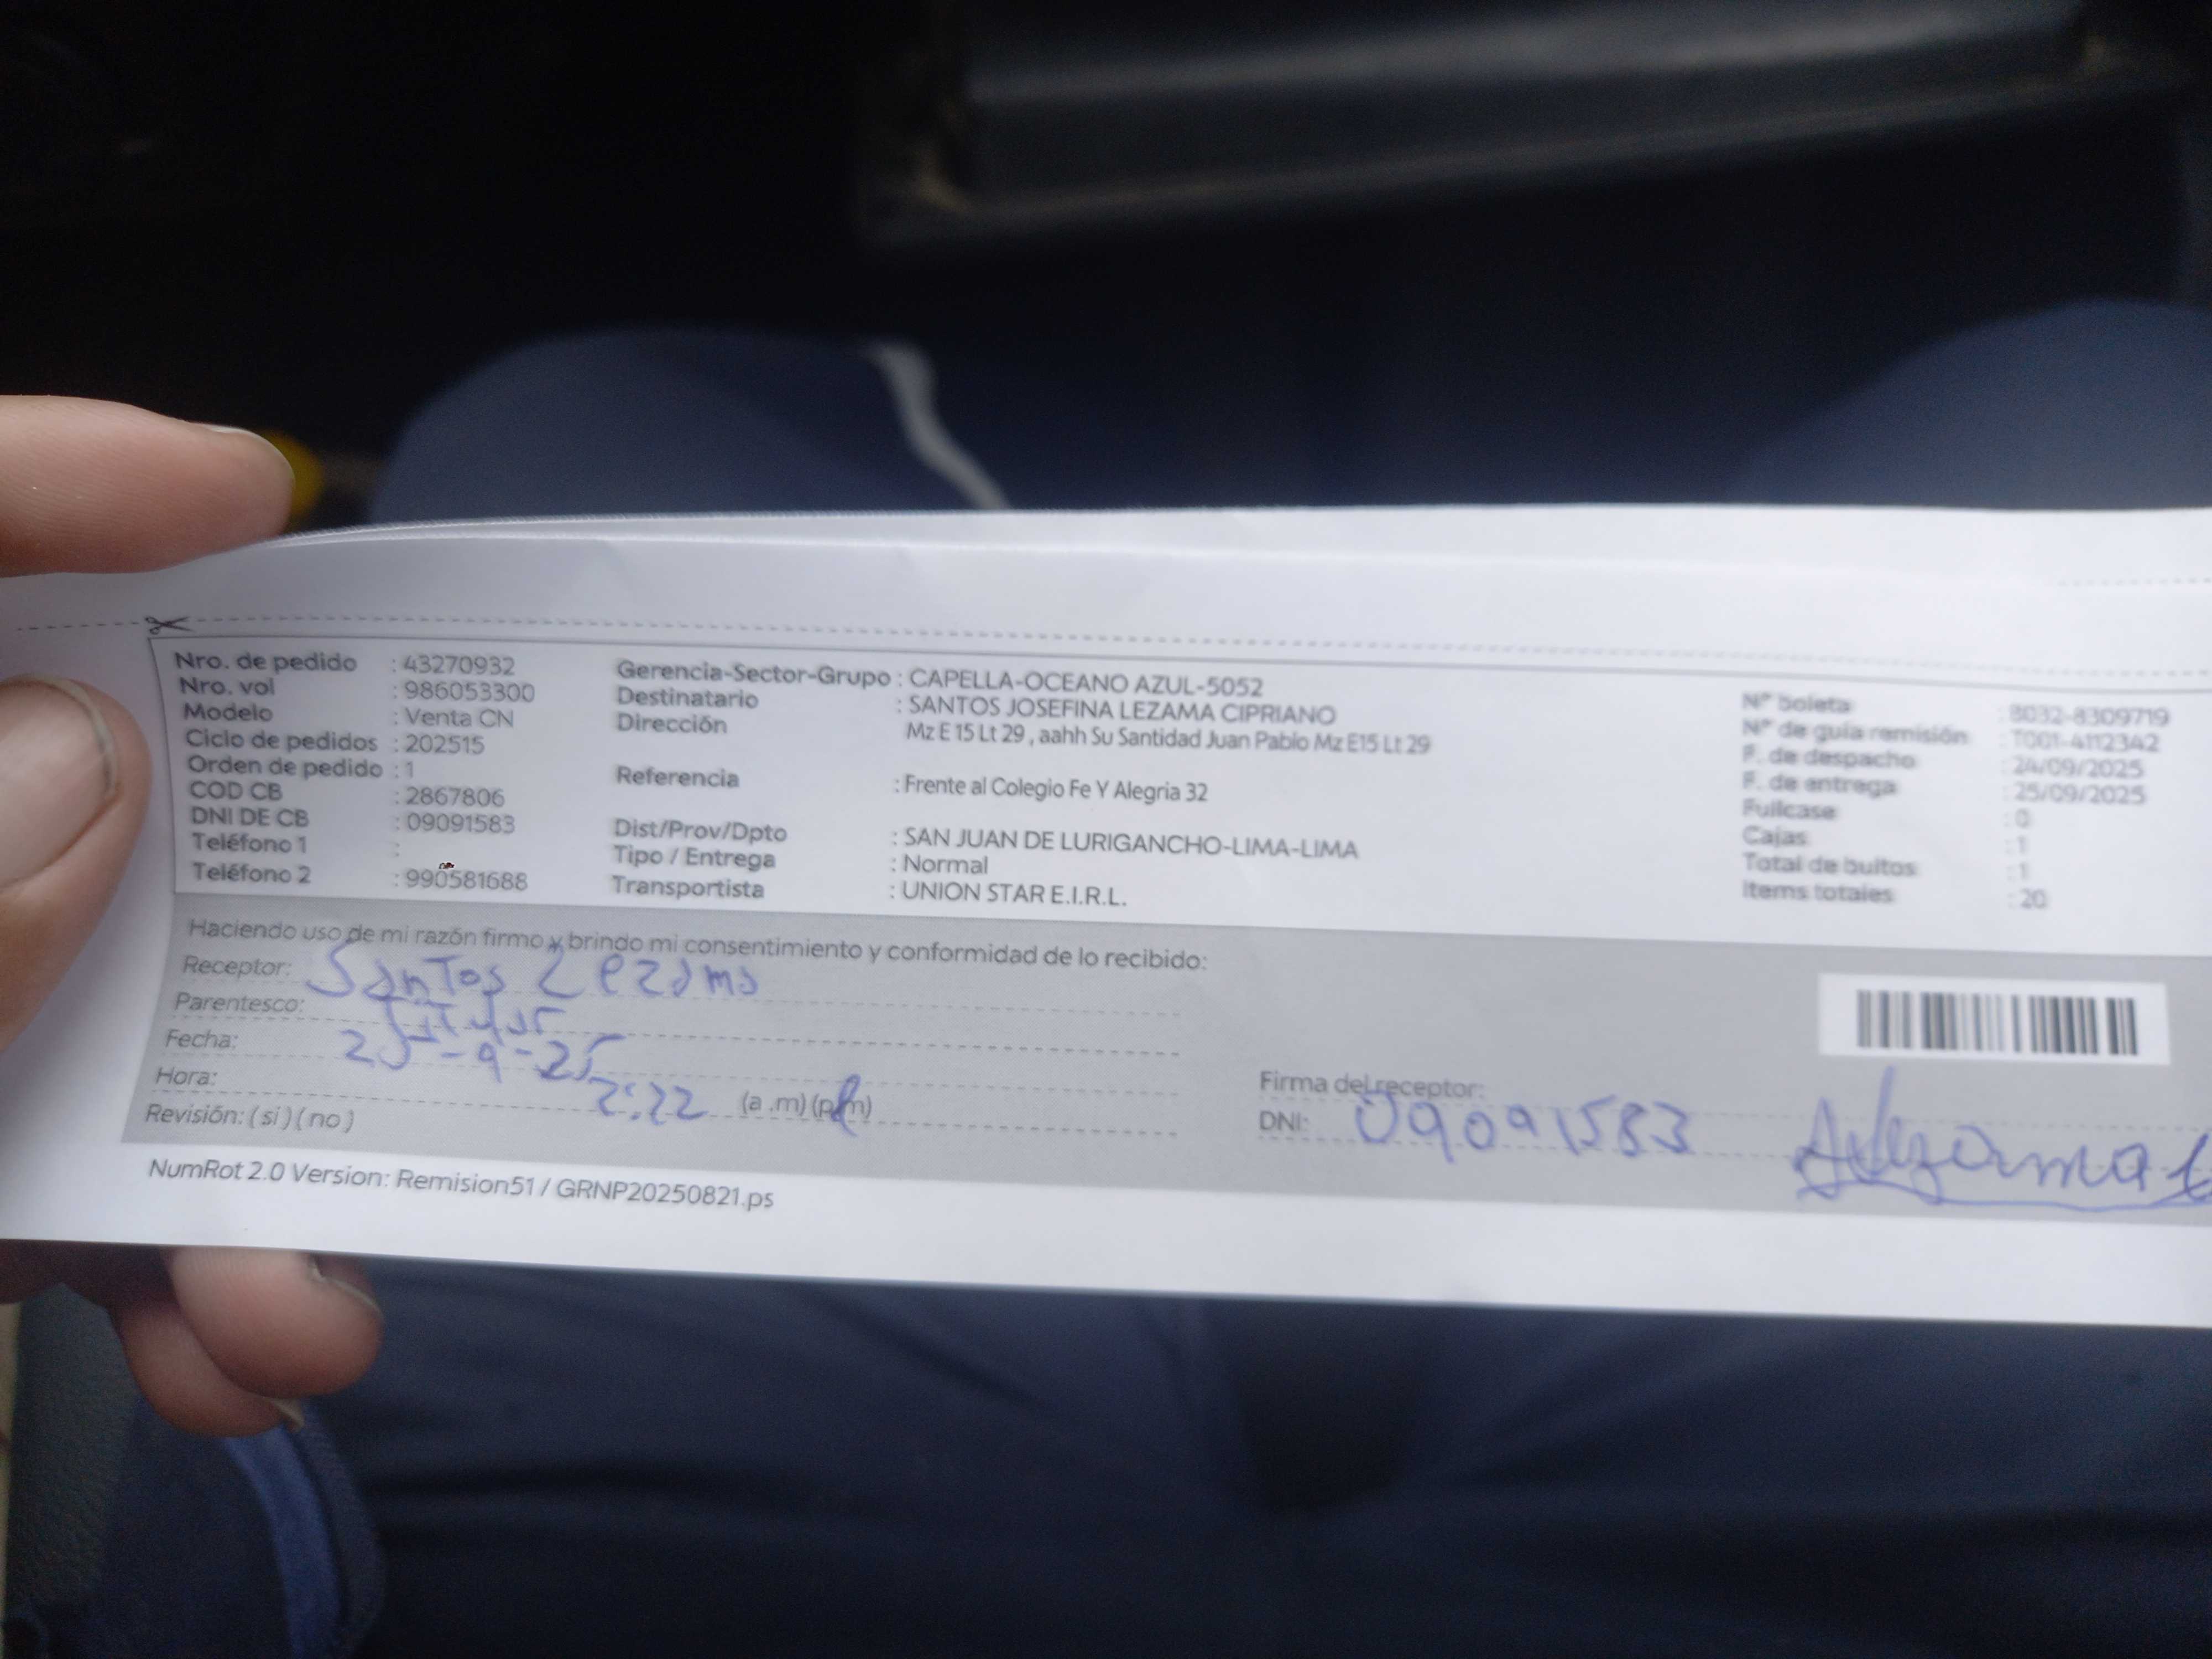 Nro. de pedido : 43270932
Nro. vol : 986053300
Modelo : Venta CN
Ciclo de pedidos : 202515
Orden de pedido : 1
COD CB : 2867806
DNI DE CB : 09091583
Teléfono 1 :
Teléfono 2 : 990581688
Gerencia-Sector-Grupo : CAPELLA-OCEANO AZUL-5052
Destinatario : SANTOS JOSEFINA LEZAMA CIPRIANO
Dirección Mz E 15 Lt 29 , aahh Su Santidad Juan Pablo Mz E15 Lt 29
Referencia : Frente al Colegio Fe Y Alegria 32
Dist/Prov/Dpto : SAN JUAN DE LURIGANCHO-LIMA-LIMA
Tipo / Entrega : Normal
Transportista : UNION STAR E.I.R.L.
N° boleta : B032-8309719
N° de guía remisión : T001-4112342
F. de despacho : 24/09/2025
F. de entrega : 25/09/2025
Fullcase : 0
Cajas : 1
Total de bultos : 1
Items totales : 20
Haciendo uso de mi razón firmo y brindo mi consentimiento y conformidad de lo recibido:
Receptor: Santos Lezama
Parentesco: Titular
Fecha: 25-9-25
Hora: 2:22 (a .m) (p.m)
Revisión: ( si ) ( no )
Firma del receptor:
DNI: 09091583
NumRot 2.0 Version: Remision51 / GRNP20250821.ps